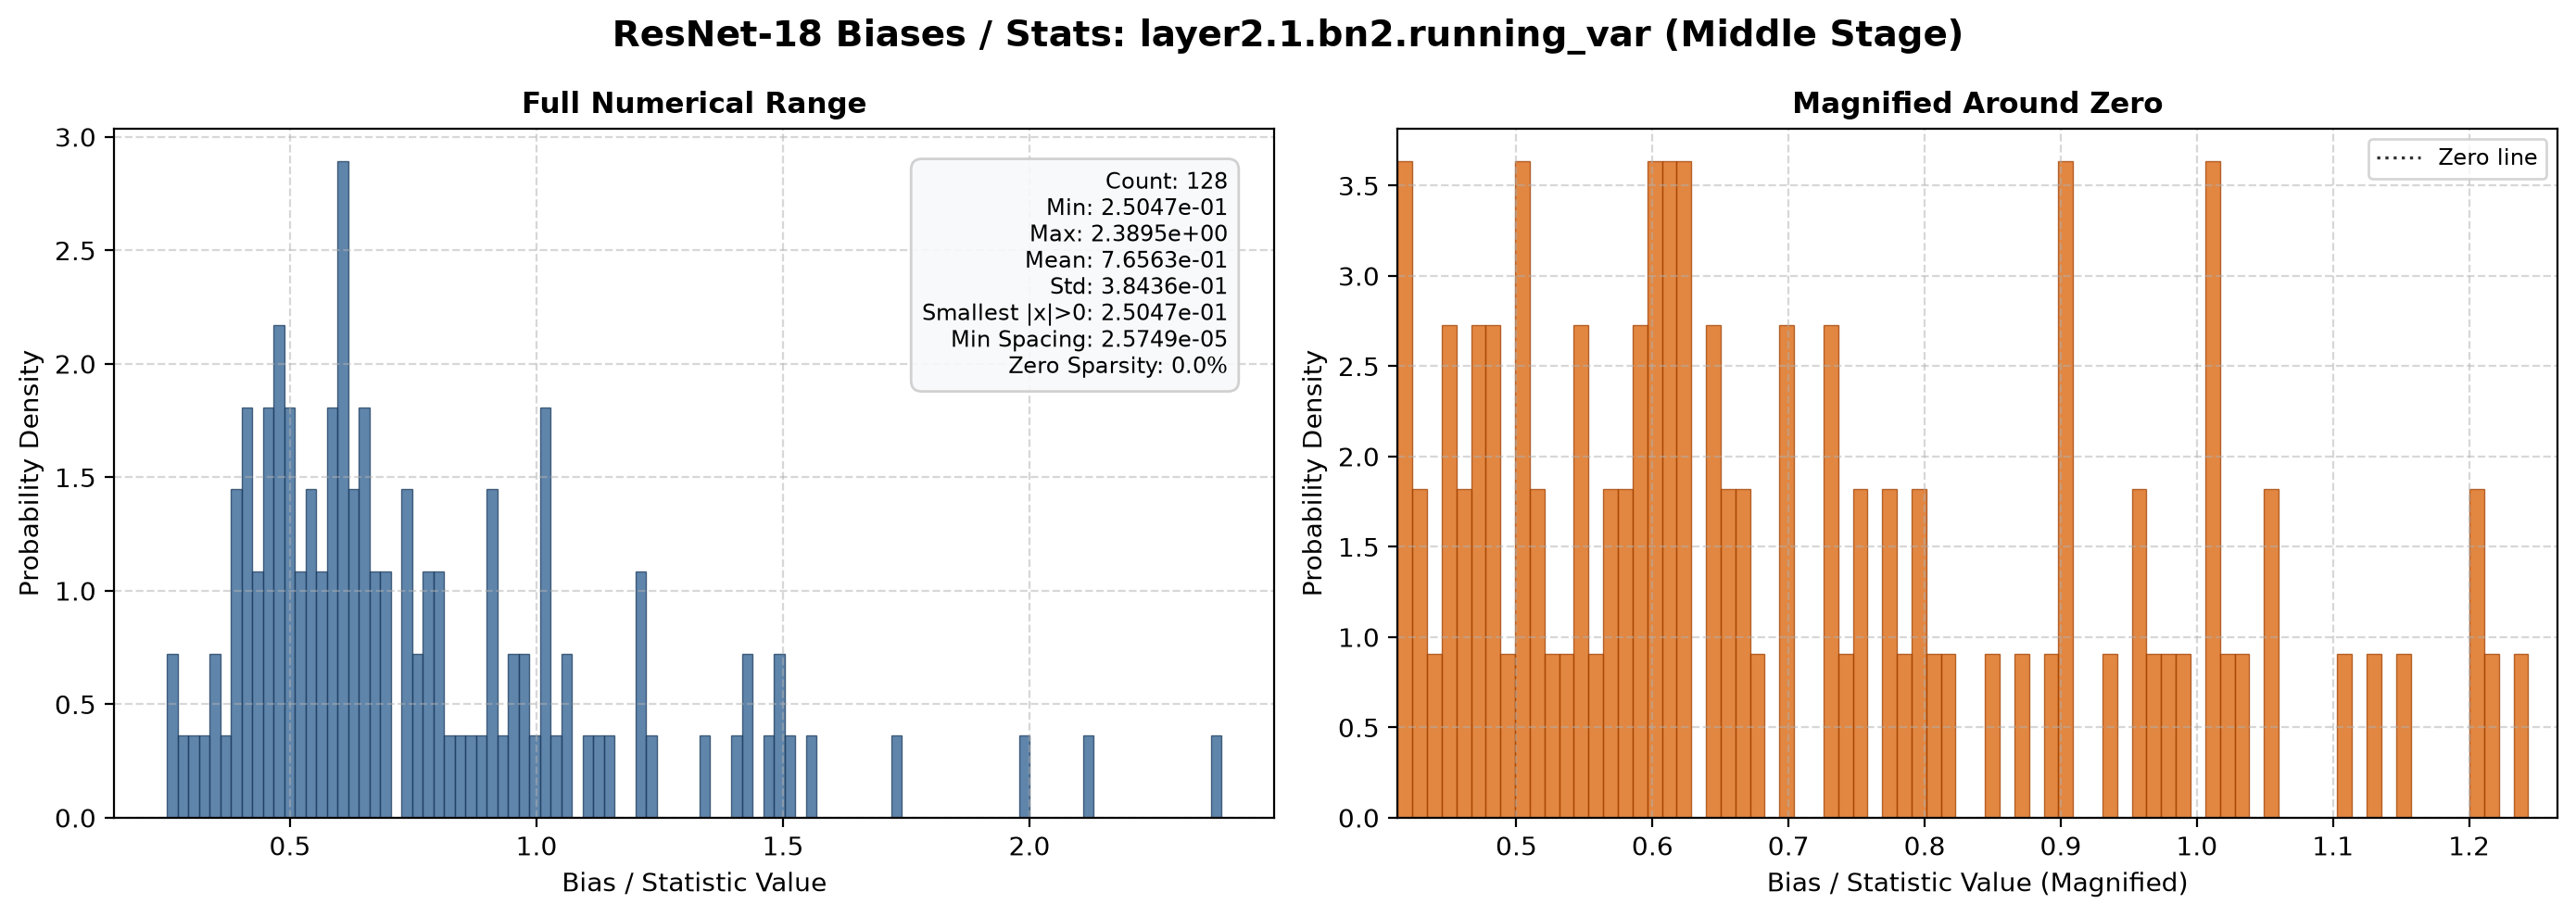 ResNet-18 Biases / Stats: layer2.1.bn2.running_var (Middle Stage)
Full Numerical Range
Probability Density
3.0
2.5
2.0
1.5
1.0
0.5
0.0
Count: 128
Min: 2.5047e-01
Max: 2.3895e+00
Mean: 7.6563e-01
Std: 3.8436e-01
Smallest |x|>0: 2.5047e-01
Min Spacing: 2.5749e-05
Zero Sparsity: 0.0%
0.5 1.0 1.5 2.0
Bias / Statistic Value
Magnified Around Zero
Probability Density
3.5
3.0
2.5
2.0
1.5
1.0
0.5
0.0
Zero line
0.5 0.6 0.7 0.8 0.9 1.0 1.1 1.2
Bias / Statistic Value (Magnified)